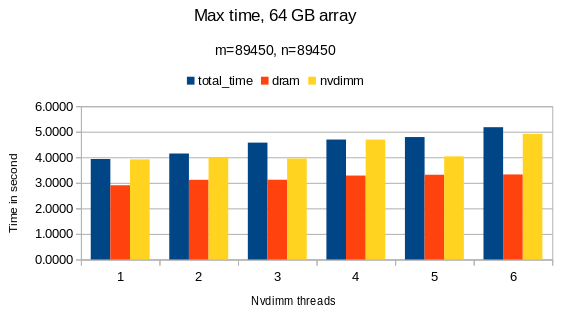 Max time, 64 GB array
m=89450, n=89450
total_time dram nvdimm
6.0000
5.0000
4.0000
3.0000
2.0000
1.0000
0.0000
Time in second
1 2 3 4 5 6
Nvdimm threads